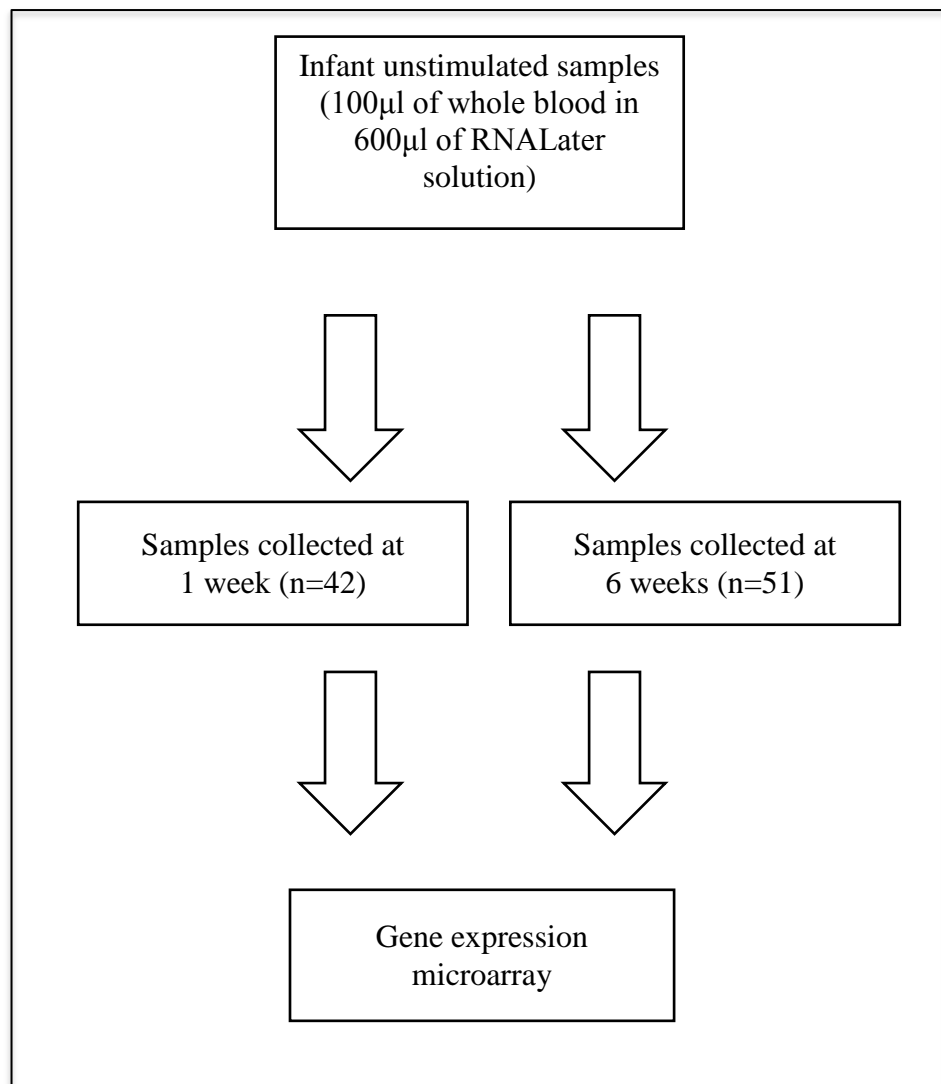 Infant unstimulated samples
(100μl of whole blood in
600μl of RNALater
solution)
Samples collected at
1 week (n=42)
Samples collected at
6 weeks (n=51)
Gene expression
microarray